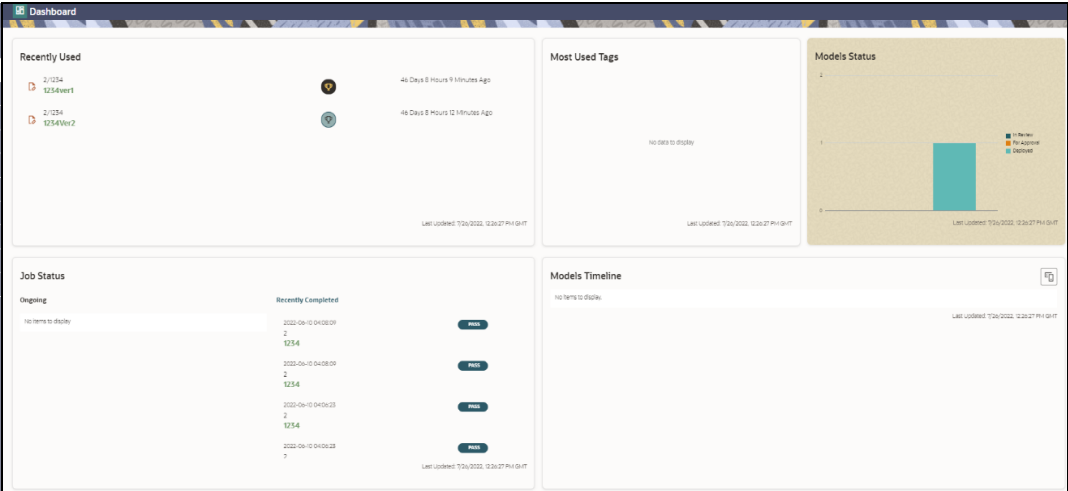 Dashboard
Recently Used
2/1234
1234ver1
46 Days 8 Hours 9 Minutes Ago
2/1234
1234Ver2
46 Days 8 Hours 12 Minutes Ago
Last Updated: 7/26/2022, 12:26:27 PM GMT
Most Used Tags
No data to display
Last Updated: 7/26/2022, 12:26:27 PM GMT
Models Status
2
1
0
In Review
For Approval
Deployed
Last Updated: 7/26/2022, 12:26:27 PM GMT
Job Status
Ongoing
No items to display
Recently Completed
2022-06-10 04:08:09
PASS
2
1234
2022-06-10 04:08:09
PASS
2
1234
2022-06-10 04:06:23
PASS
2
1234
2022-06-10 04:06:23
PASS
2
Last Updated: 7/26/2022, 12:26:27 PM GMT
Models Timeline
No items to display.
Last Updated: 7/26/2022, 12:26:27 PM GMT